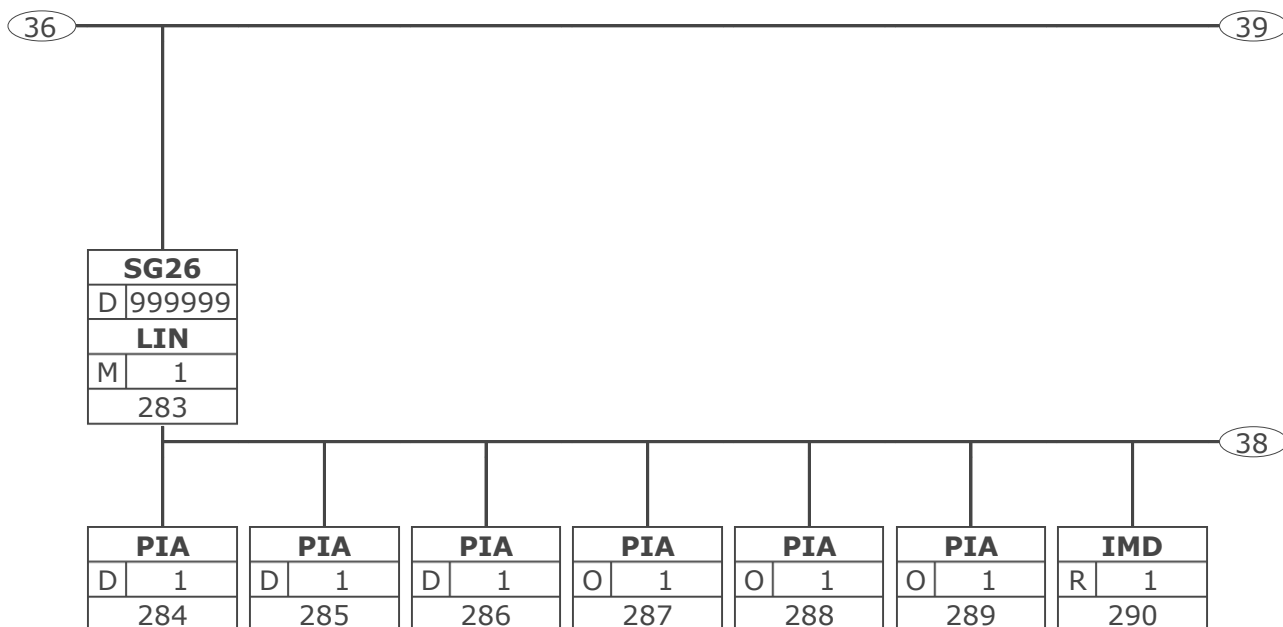 36 39
SG26
D 999999
LIN
M 1
283
38
PIA PIA PIA PIA PIA PIA IMD
D 1 D 1 D 1 O 1 O 1 O 1 R 1
284 285 286 287 288 289 290